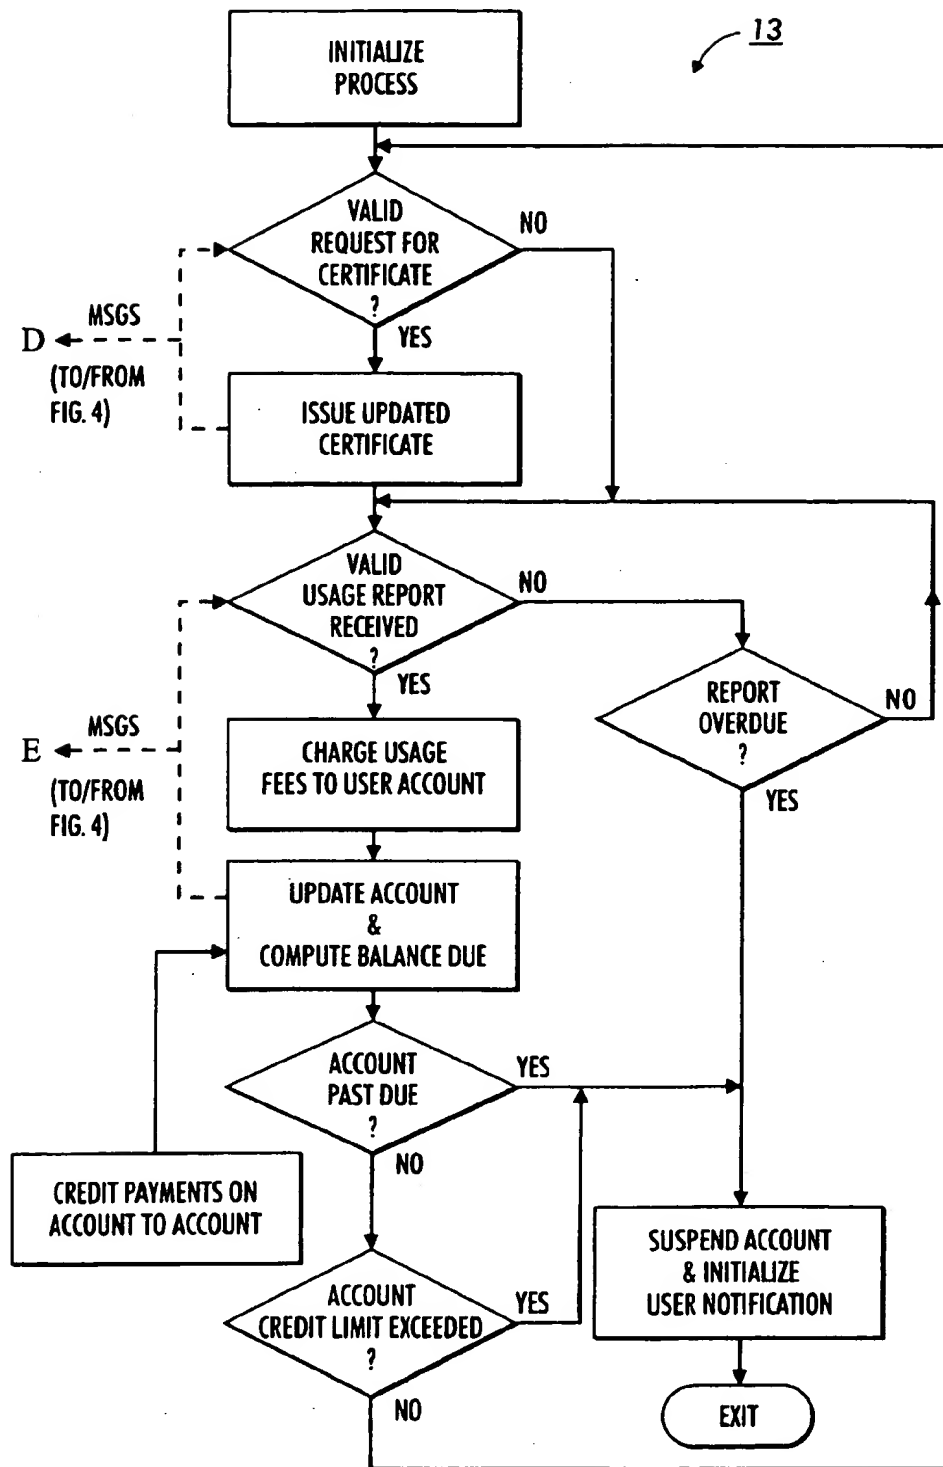 13
INITIALIZE
PROCESS
VALID
REQUEST FOR
CERTIFICATE
?
NO
YES
D
MSGS
(TO/FROM
FIG. 4)
ISSUE UPDATED
CERTIFICATE
VALID
USAGE REPORT
RECEIVED
?
NO
YES
REPORT
OVERDUE
?
NO
YES
E
MSGS
(TO/FROM
FIG. 4)
CHARGE USAGE
FEES TO USER ACCOUNT
UPDATE ACCOUNT
&
COMPUTE BALANCE DUE
ACCOUNT
PAST DUE
?
YES
NO
CREDIT PAYMENTS ON
ACCOUNT TO ACCOUNT
ACCOUNT
CREDIT LIMIT EXCEEDED
?
YES
NO
SUSPEND ACCOUNT
& INITIALIZE
USER NOTIFICATION
EXIT